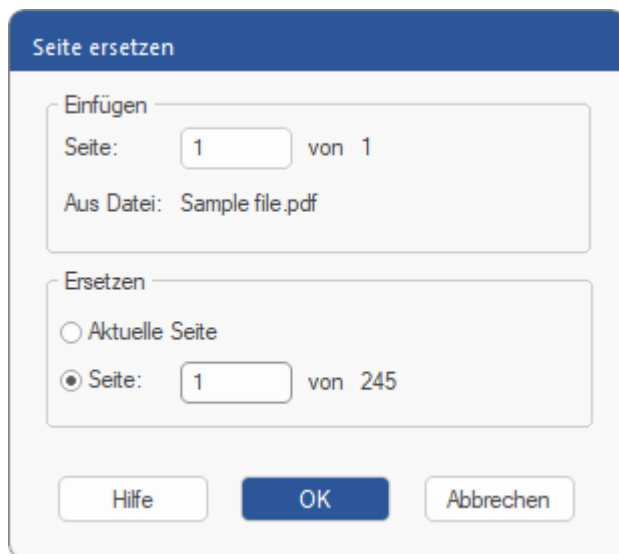 Seite ersetzen
Einfügen
Seite: 1 von 1
Aus Datei: Sample file.pdf
Ersetzen
Aktuelle Seite
Seite: 1 von 245
Hilfe OK Abbrechen